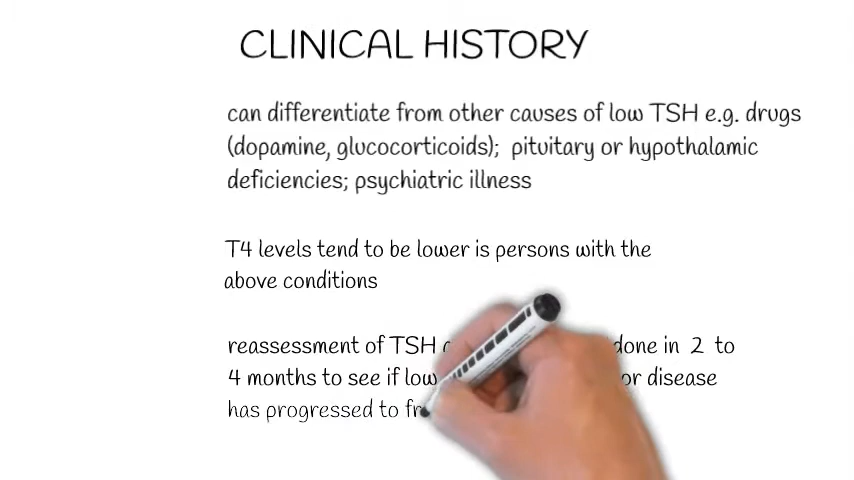 CLINICAL HISTORY
can differentiate from other causes of low TSH e.g. drugs
(dopamine, glucocorticoids); pituitary or hypothalamic
deficiencies; psychiatric illness
T4 levels tend to be lower is persons with the
above conditions
reassessment of TSH done in 2 to
4 months to see if low or disease
has progressed to